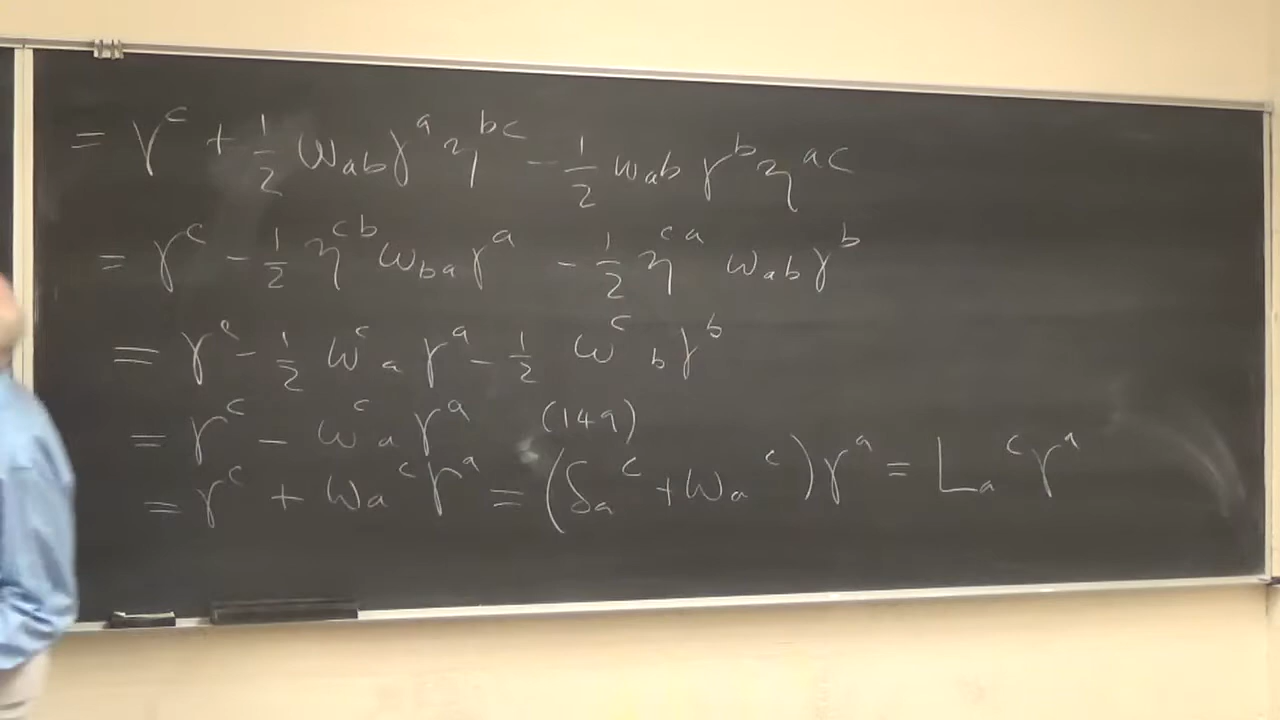 = γ^c + 1/2 ω_ab γ^a η^bc - 1/2 ω_ab γ^b η^ac
= γ^c - 1/2 η^cb ω_ba γ^a - 1/2 η^ca ω_ab γ^b
= γ^c - 1/2 ω^c_a γ^a - 1/2 ω^c_b γ^b
= γ^c - ω^c_a γ^a (149)
= γ^c + ω_a^c γ^a = (δ_a^c + ω_a^c) γ^a = L_a^c γ^a